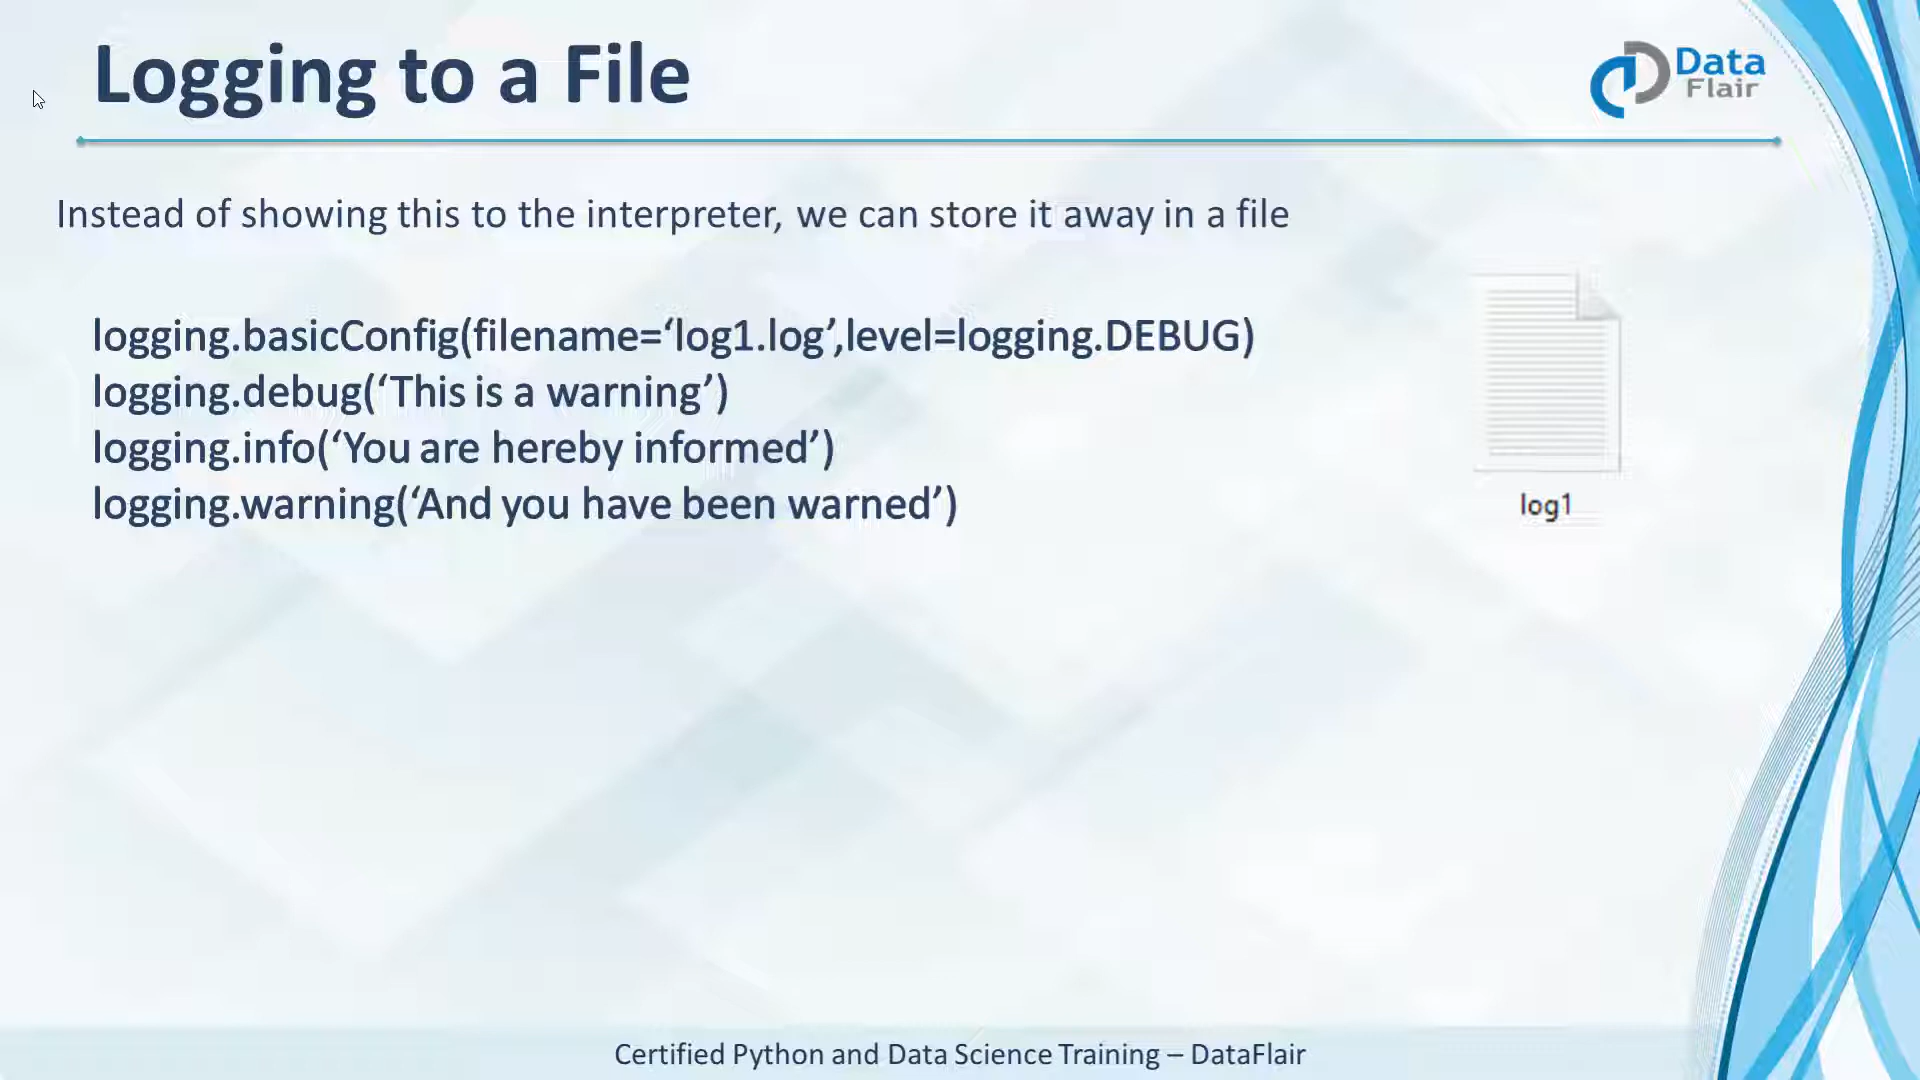 Logging to a File
Data
Flair
Instead of showing this to the interpreter, we can store it away in a file
logging.basicConfig(filename=‘log1.log’,level=logging.DEBUG)
logging.debug(‘This is a warning’)
logging.info(‘You are hereby informed’)
logging.warning(‘And you have been warned’)
log1
Certified Python and Data Science Training – DataFlair